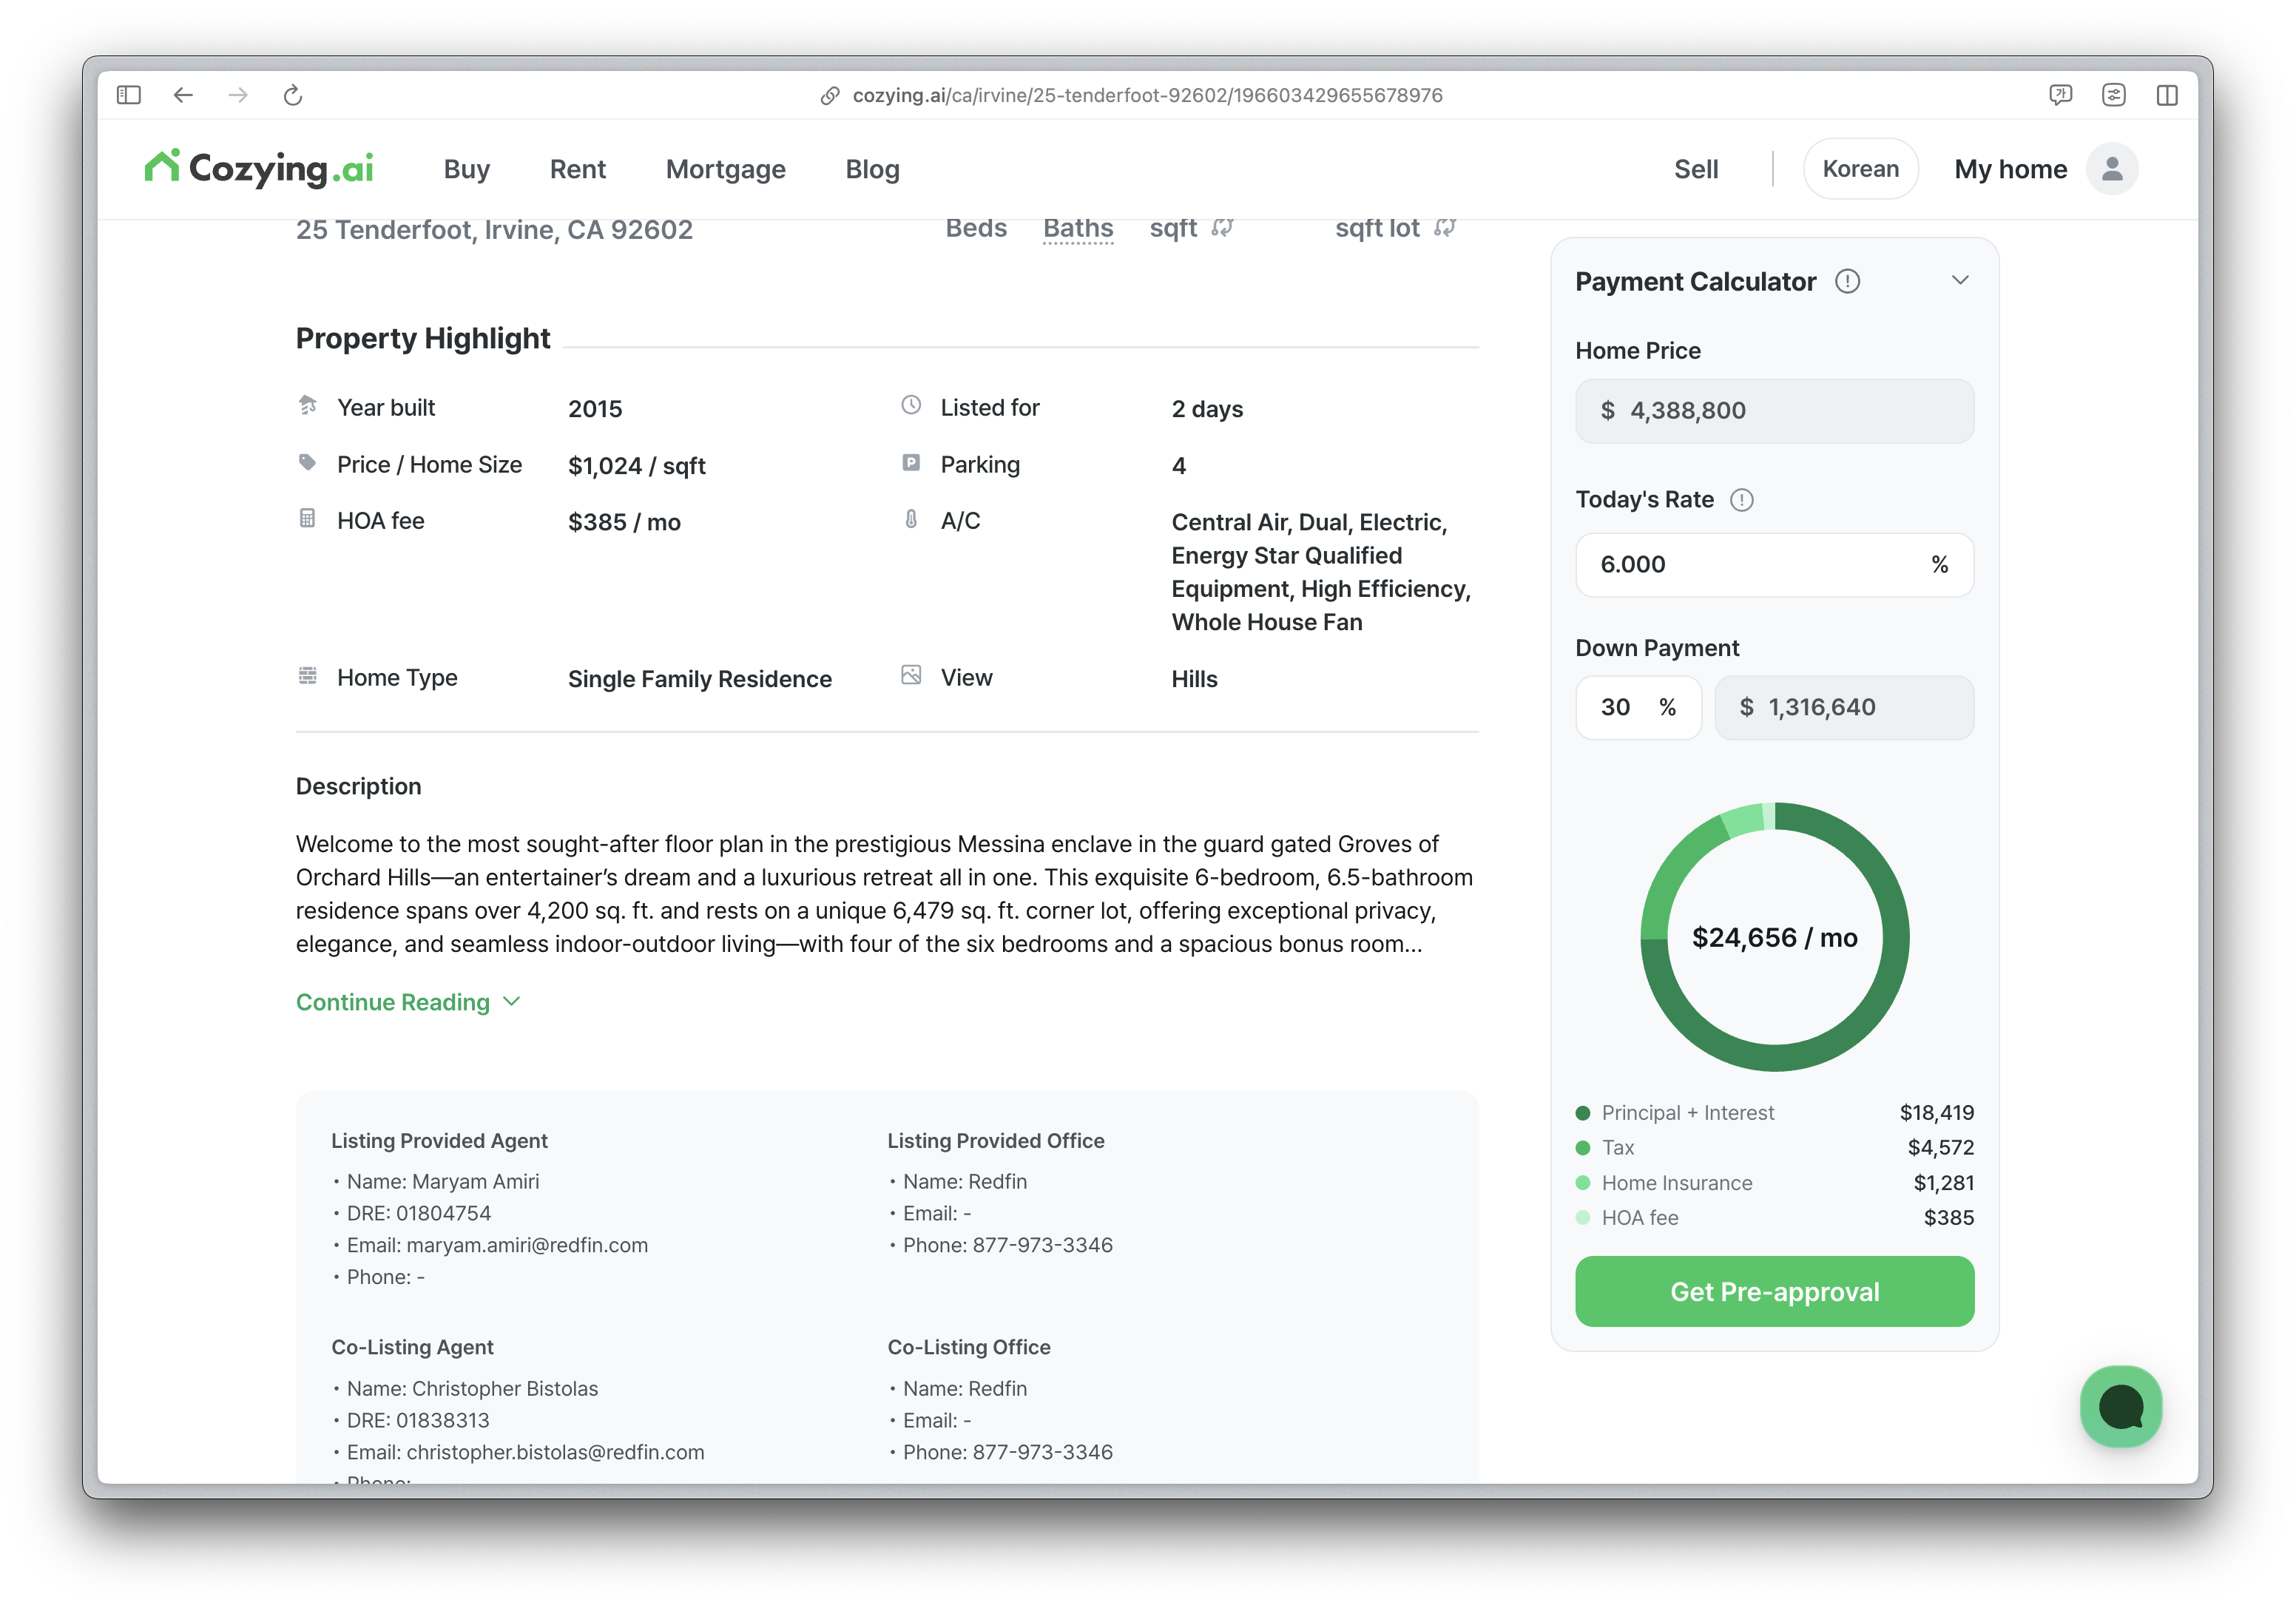 cozying.ai/ca/irvine/25-tenderfoot-92602/196603429655678976
Cozying.ai
Buy
Rent
Mortgage
Blog
Sell
Korean
My home
25 Tenderfoot, Irvine, CA 92602
Beds
Baths
sqft
sqft lot
Property Highlight
Year built
2015
Listed for
2 days
Price / Home Size
$1,024 / sqft
P
Parking
4
HOA fee
$385 / mo
A/C
Central Air, Dual, Electric,
Energy Star Qualified
Equipment, High Efficiency,
Whole House Fan
Home Type
Single Family Residence
View
Hills
Description
Welcome to the most sought-after floor plan in the prestigious Messina enclave in the guard gated Groves of
Orchard Hills—an entertainer’s dream and a luxurious retreat all in one. This exquisite 6-bedroom, 6.5-bathroom
residence spans over 4,200 sq. ft. and rests on a unique 6,479 sq. ft. corner lot, offering exceptional privacy,
elegance, and seamless indoor-outdoor living—with four of the six bedrooms and a spacious bonus room...
Continue Reading
Listing Provided Agent
• Name: Maryam Amiri
• DRE: 01804754
• Email: maryam.amiri@redfin.com
• Phone: -
Listing Provided Office
• Name: Redfin
• Email: -
• Phone: 877-973-3346
Co-Listing Agent
• Name: Christopher Bistolas
• DRE: 01838313
• Email: christopher.bistolas@redfin.com
• Phone:
Co-Listing Office
• Name: Redfin
• Email: -
• Phone: 877-973-3346
Payment Calculator
Home Price
$ 4,388,800
Today's Rate
6.000 %
Down Payment
30 %
$ 1,316,640
$24,656 / mo
Principal + Interest $18,419
Tax $4,572
Home Insurance $1,281
HOA fee $385
Get Pre-approval